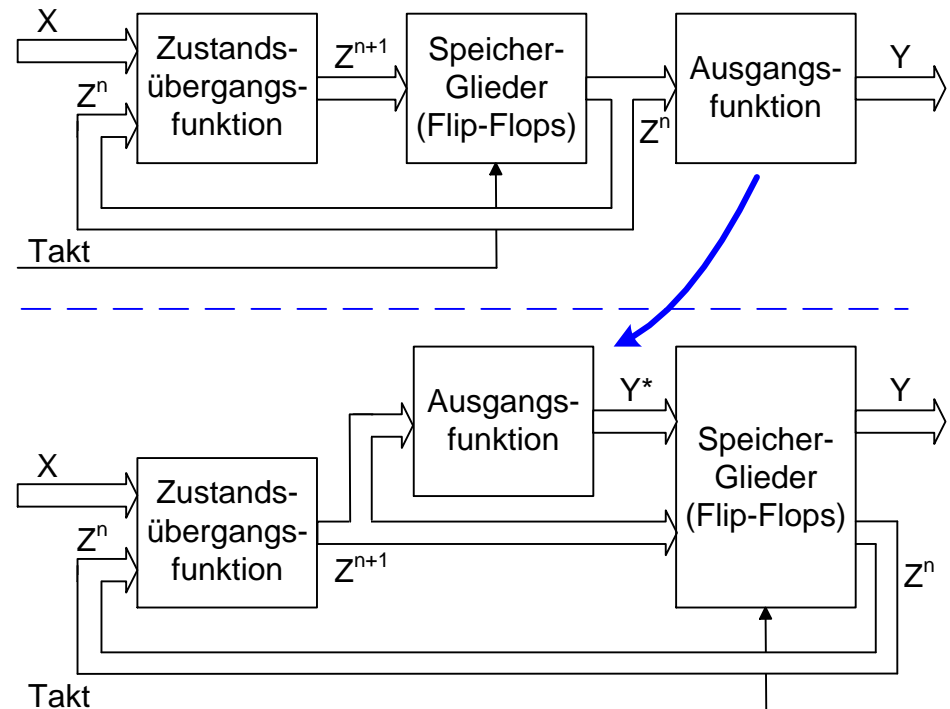 X
Z^n
Zustands-
übergangs-
funktion
Z^{n+1}
Speicher-
Glieder
(Flip-Flops)
Z^n
Ausgangs-
funktion
Y
Takt
Ausgangs-
funktion
Y*
Y
X
Z^n
Zustands-
übergangs-
funktion
Z^{n+1}
Speicher-
Glieder
(Flip-Flops)
Z^n
Takt